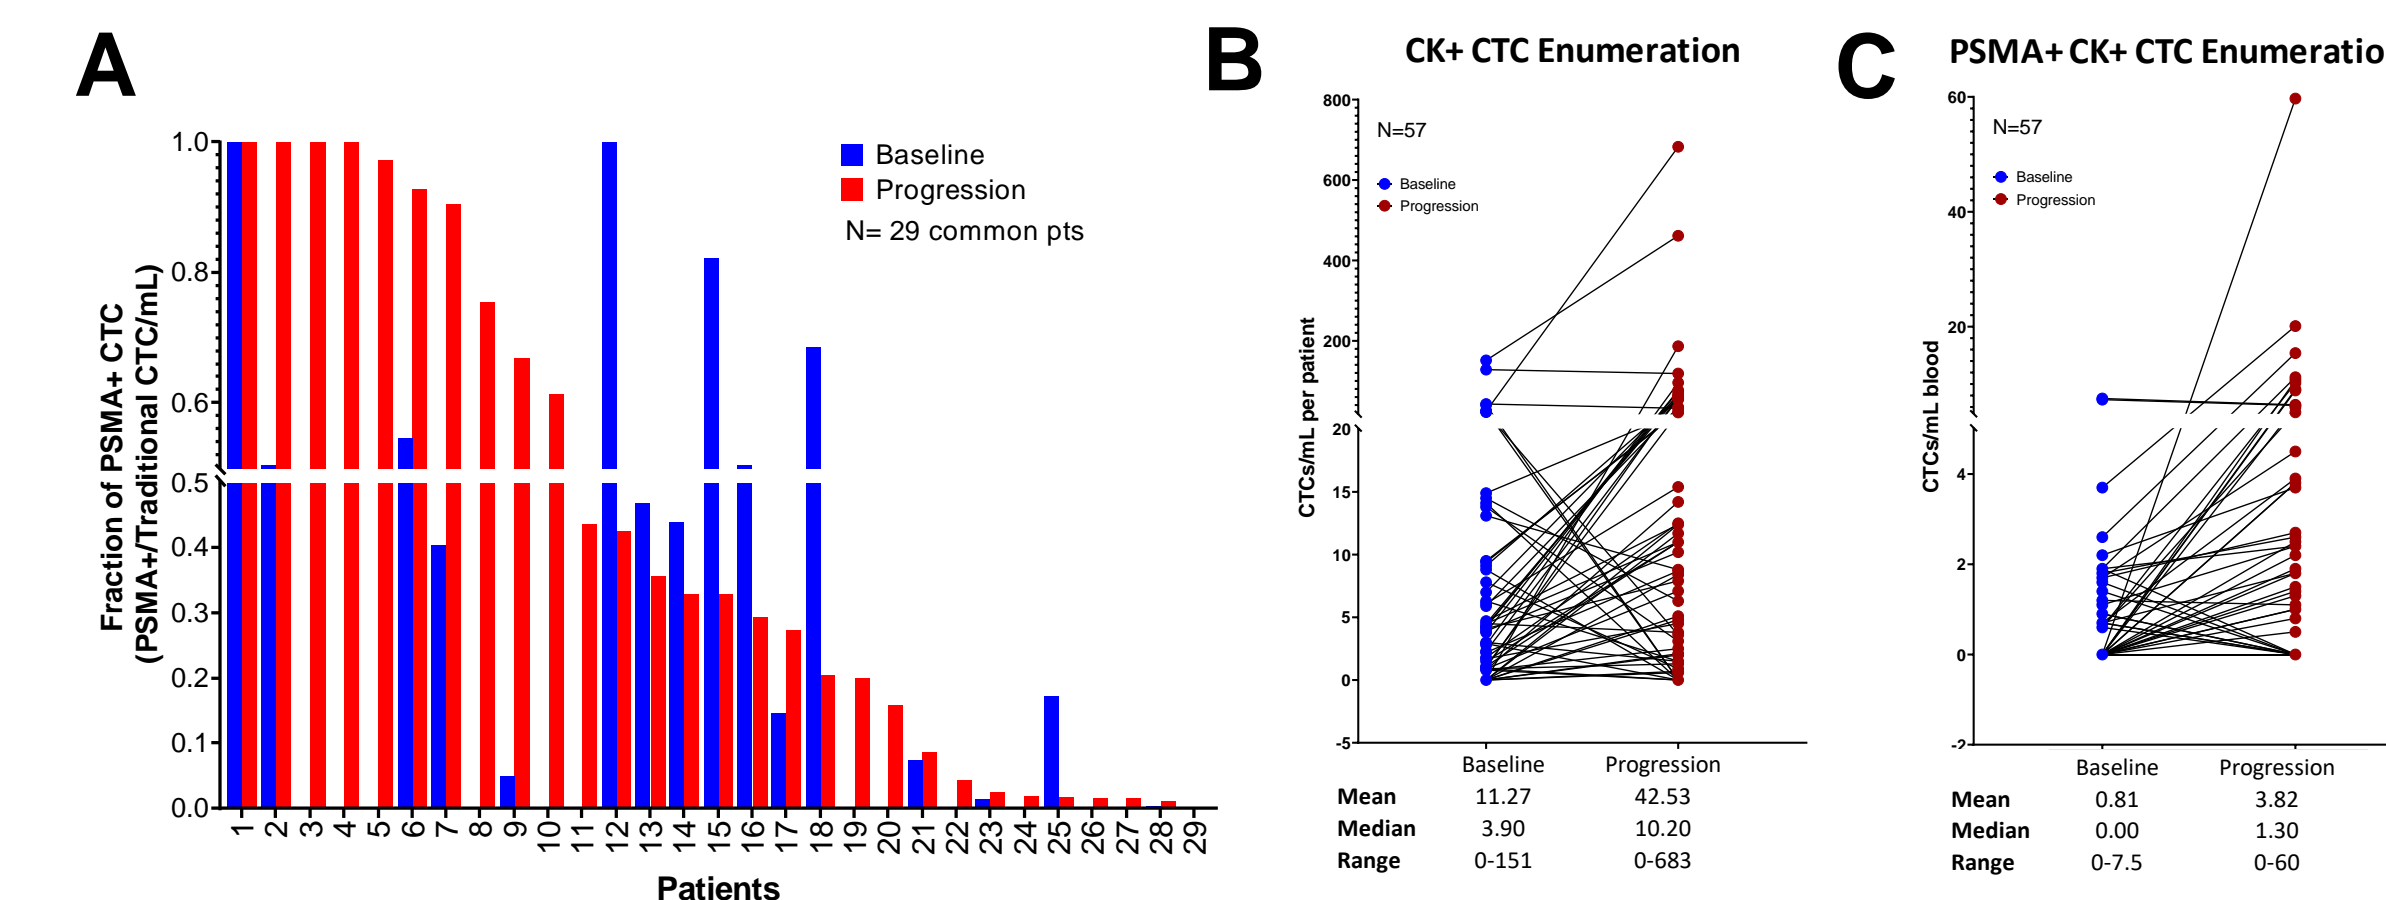 A
Fraction of PSMA+ CTC
(PSMA+/Traditional CTC/mL)
1.0
0.8
0.6
0.5
0.4
0.3
0.2
0.1
0.0
Baseline
Progression
N= 29 common pts
1 2 3 4 5 6 7 8 9 10 11 12 13 14 15 16 17 18 19 20 21 22 23 24 25 26 27 28 29
Patients
B
CK+ CTC Enumeration
CTCs/mL per patient
800
600
400
200
20
15
10
5
0
-5
N=57
Baseline
Progression
Baseline Progression
Mean 11.27 42.53
Median 3.90 10.20
Range 0-151 0-683
C
PSMA+ CK+ CTC Enumeratio
CTCs/mL blood
60
40
20
4
2
0
-2
N=57
Baseline
Progression
Baseline Progression
Mean 0.81 3.82
Median 0.00 1.30
Range 0-7.5 0-60